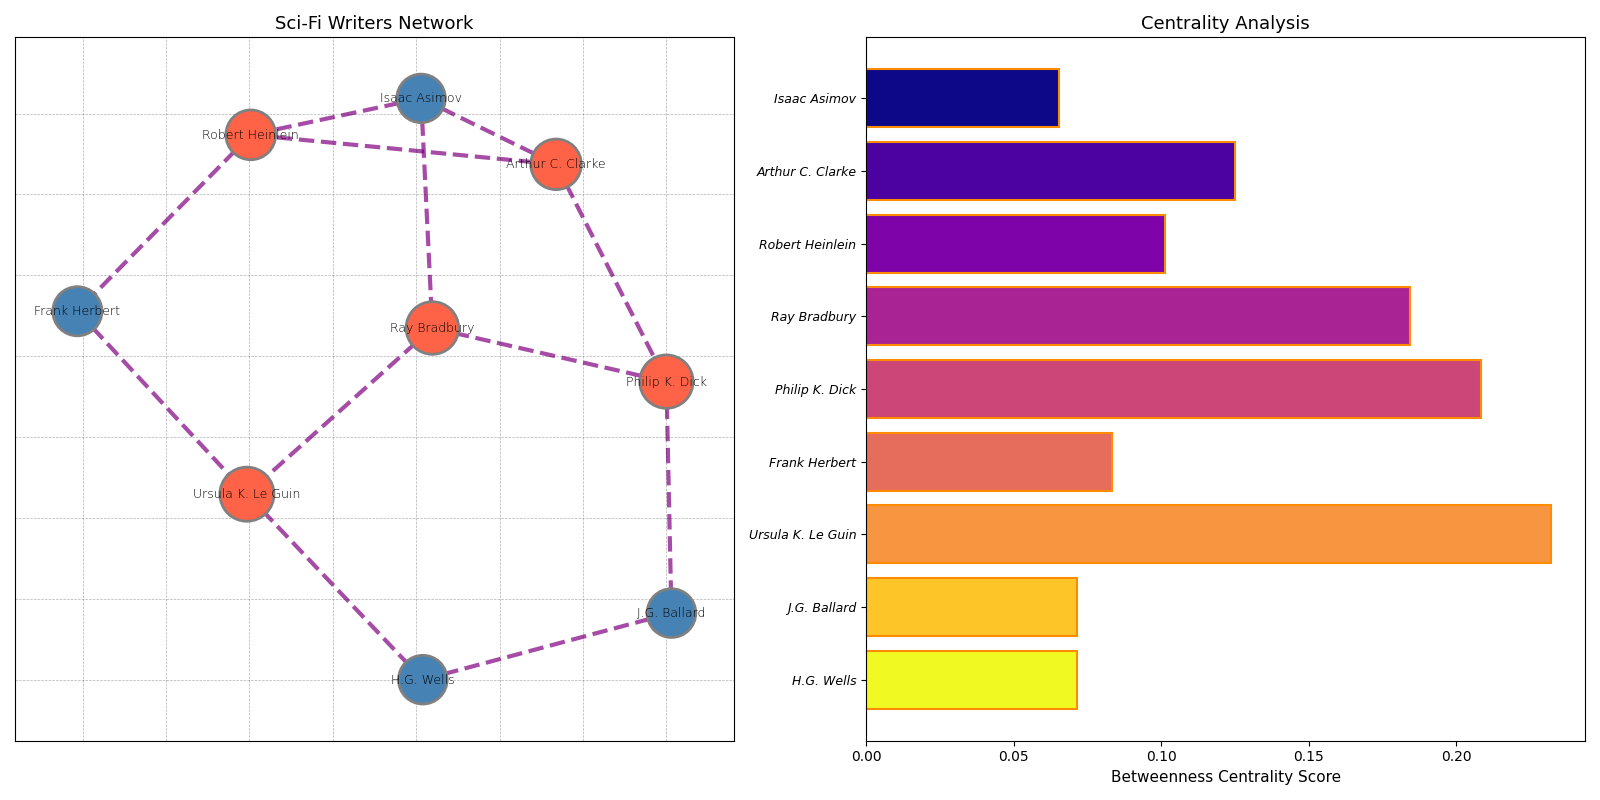 Sci-Fi Writers Network
Isaac Asimov
Robert Heinlein
Arthur C. Clarke
Frank Herbert
Ray Bradbury
Philip K. Dick
Ursula K. Le Guin
J.G. Ballard
H.G. Wells
Centrality Analysis
Isaac Asimov
Arthur C. Clarke
Robert Heinlein
Ray Bradbury
Philip K. Dick
Frank Herbert
Ursula K. Le Guin
J.G. Ballard
H.G. Wells
0.00 0.05 0.10 0.15 0.20
Betweenness Centrality Score